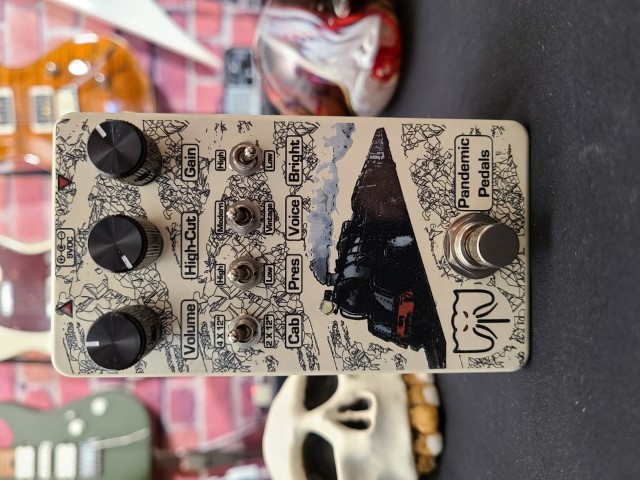 9VDC
Volume High-Cut Gain
4 X 12" High Modern High
2 X 12" Low Vintage Low
Cab Pres Voice Bright
Pandemic
Pedals